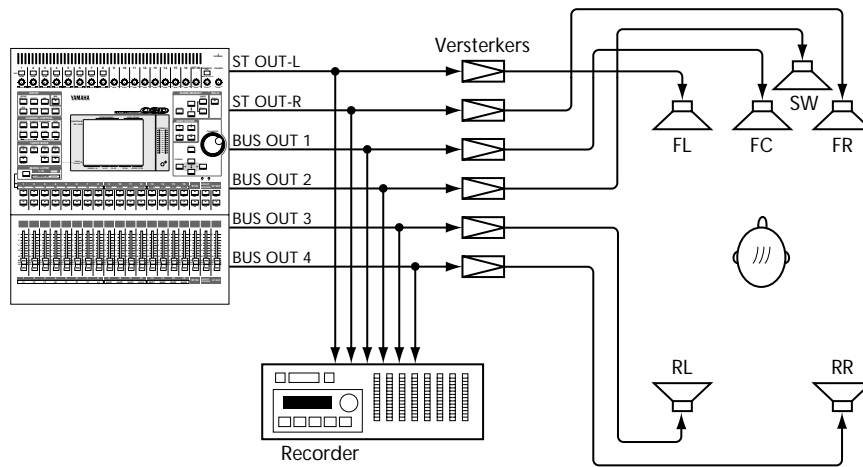 Versterkers
ST OUT-L
ST OUT-R
BUS OUT 1
BUS OUT 2
BUS OUT 3
BUS OUT 4
YAMAHA
SW
FL
FC
FR
RL
RR
Recorder